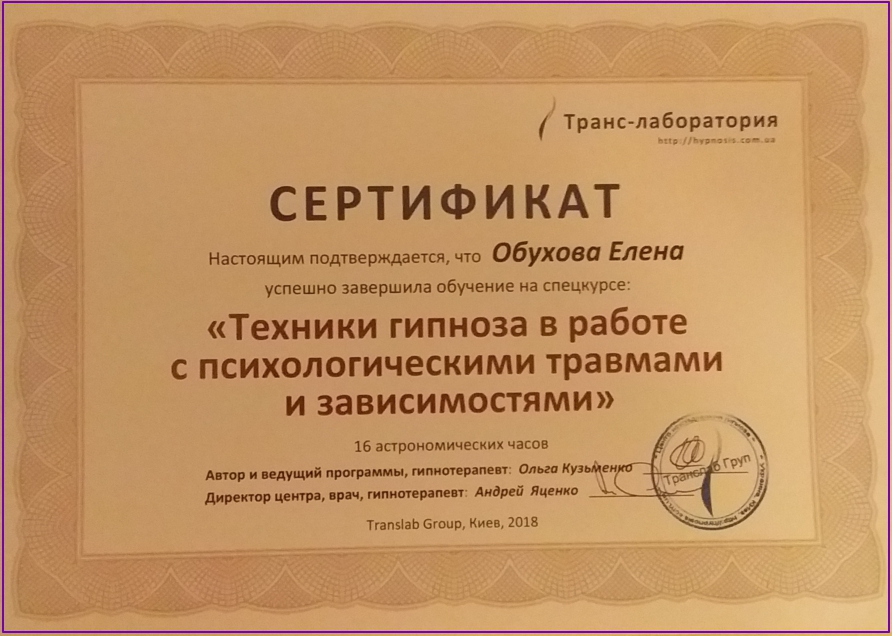 Транс-лаборатория
http://hypnosis.com.ua
СЕРТИФИКАТ
Настоящим подтверждается, что Обухова Елена
успешно завершила обучение на спецкурсе:
«Техники гипноза в работе
с психологическими травмами
и зависимостями»
16 астрономических часов
Автор и ведущий программы, гипнотерапевт: Ольга Кузьменко
Директор центра, врач, гипнотерапевт: Андрей Яценко
Транслаб Груп
Translab Group, Киев, 2018